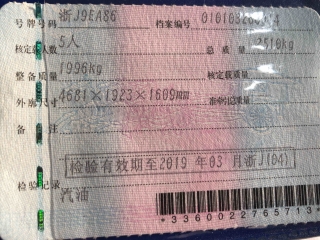 号牌号码 浙J9EA86 档案编号
核定载人数 5人 总质量 2510kg
整备质量 1996kg 核定载质量
外廓尺寸 4681×1923×1609mm 准牵引总质量
备注
检验有效期至2019年03月浙J(04)
检验记录
汽油
*3360022765713*